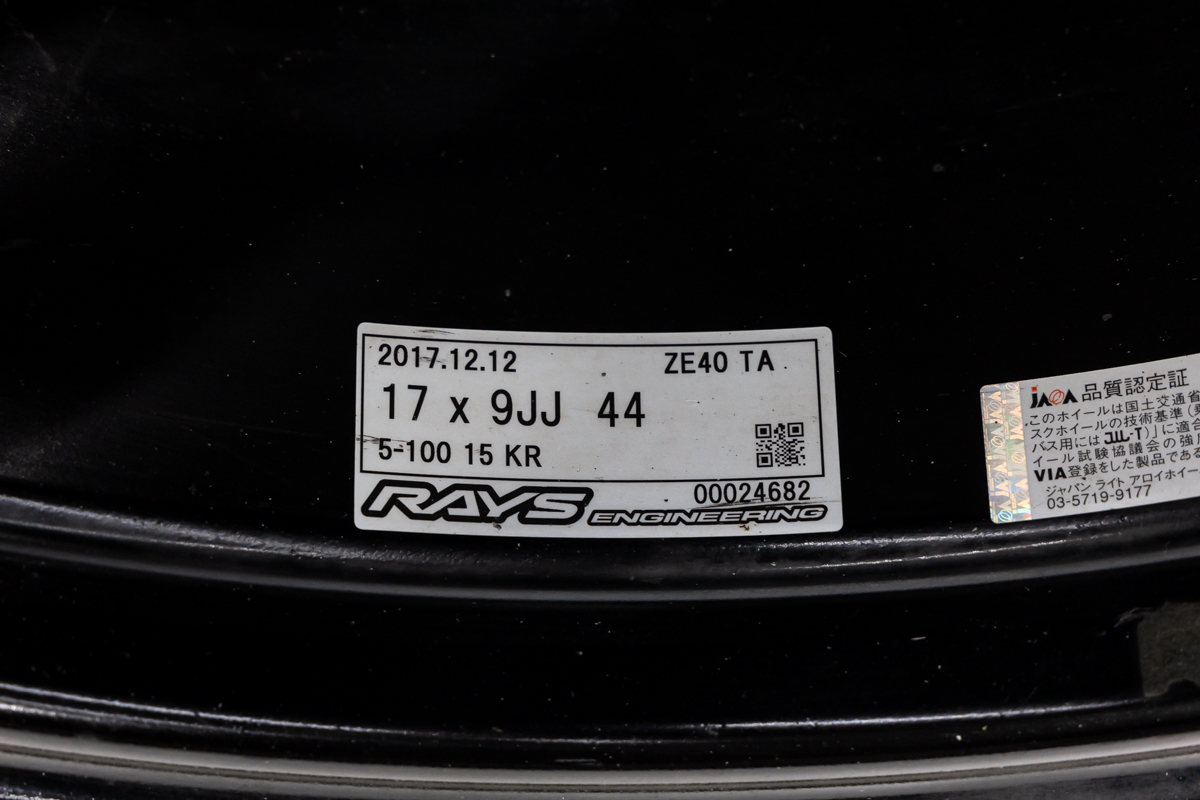 2017.12.12 ZE40 TA
17 x 9JJ 44
5-100 15 KR
00024682
RAYS ENGINEERING
JAWA 品質認定証
このホイールは国土交通省
スクホイールの技術基準
バス用には JWL-T)」に適合
イール試験協議会の強
VIA登録をした製品である
ジャパン ライト アロイホイー
03-5719-9177